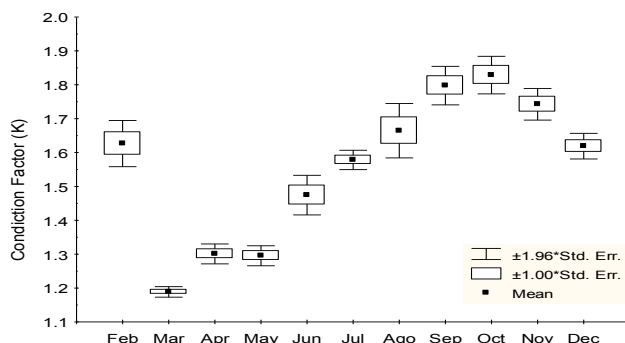 2.0
1.9
1.8
1.7
1.6
1.5
1.4
1.3
1.2
1.1
Condiction Factor (K)
Feb Mar Apr May Jun Jul Ago Sep Oct Nov Dec
±1.96*Std. Err.
±1.00*Std. Err.
Mean